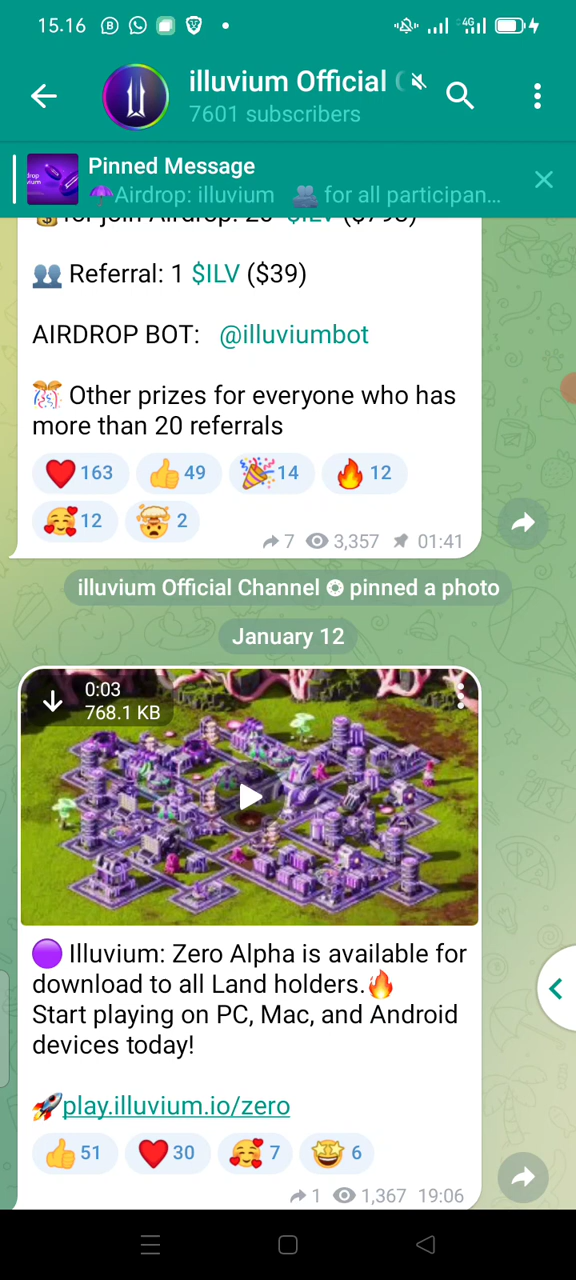 15.16
4G
illuvium Official
7601 subscribers
Pinned Message
☂️Airdrop: illuvium 👥 for all participan...
👥 Referral: 1 $ILV ($39)
AIRDROP BOT: @illuviumbot
🎊 Other prizes for everyone who has
more than 20 referrals
❤️ 163 👍 49 🎉 14 🔥 12
🥰 12 🤯 2
7 3,357 01:41
illuvium Official Channel ❂ pinned a photo
January 12
0:03
768.1 KB
🟣 Illuvium: Zero Alpha is available for
download to all Land holders.🔥
Start playing on PC, Mac, and Android
devices today!
🚀play.illuvium.io/zero
👍 51 ❤️ 30 🥰 7 🤩 6
1 1,367 19:06